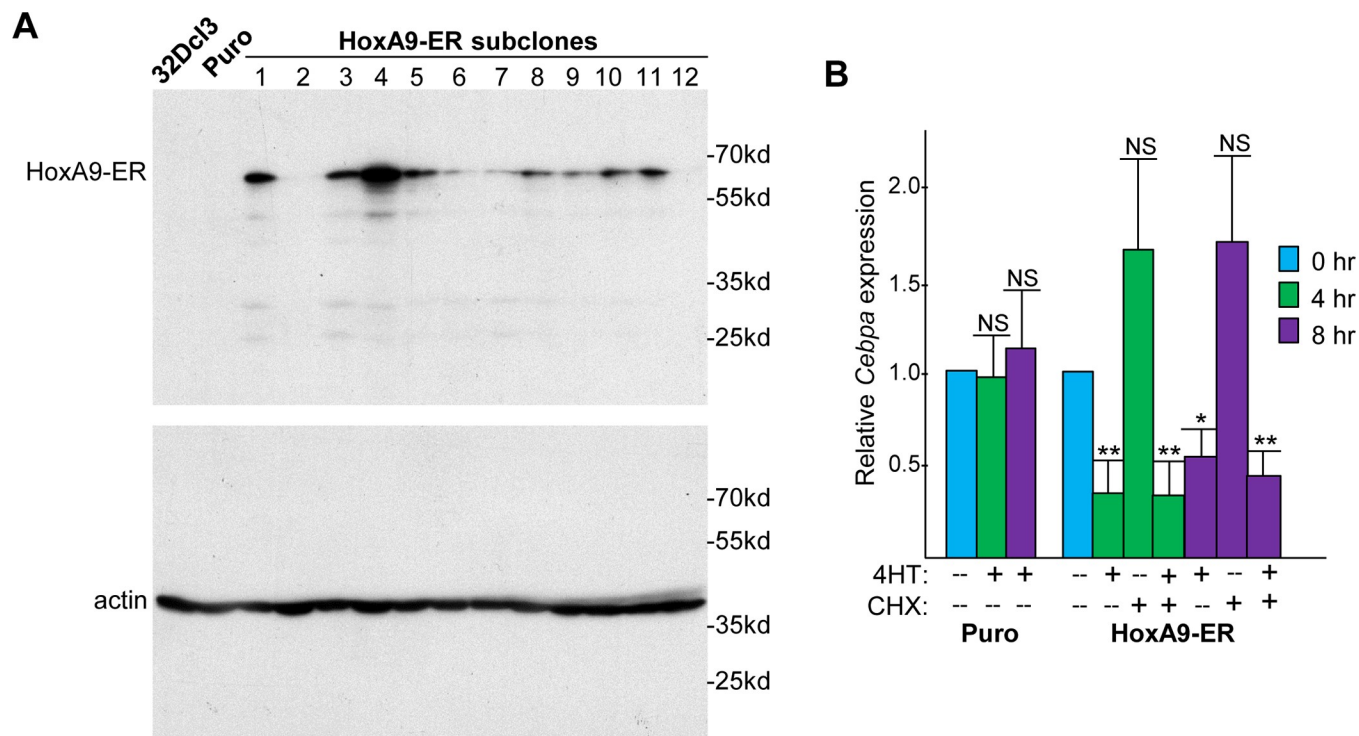 A
32Dcl3
Puro
HoxA9-ER subclones
1 2 3 4 5 6 7 8 9 10 11 12
HoxA9-ER
-70kd
-55kd
-35kd
-25kd
actin
-70kd
-55kd
-35kd
-25kd
B
Relative Cebpa expression
2.0
1.5
1.0
0.5
NS NS
** NS ** * NS **
0 hr
4 hr
8 hr
4HT: -- + + -- + -- + + -- +
CHX: -- -- -- -- -- + + -- + +
Puro HoxA9-ER